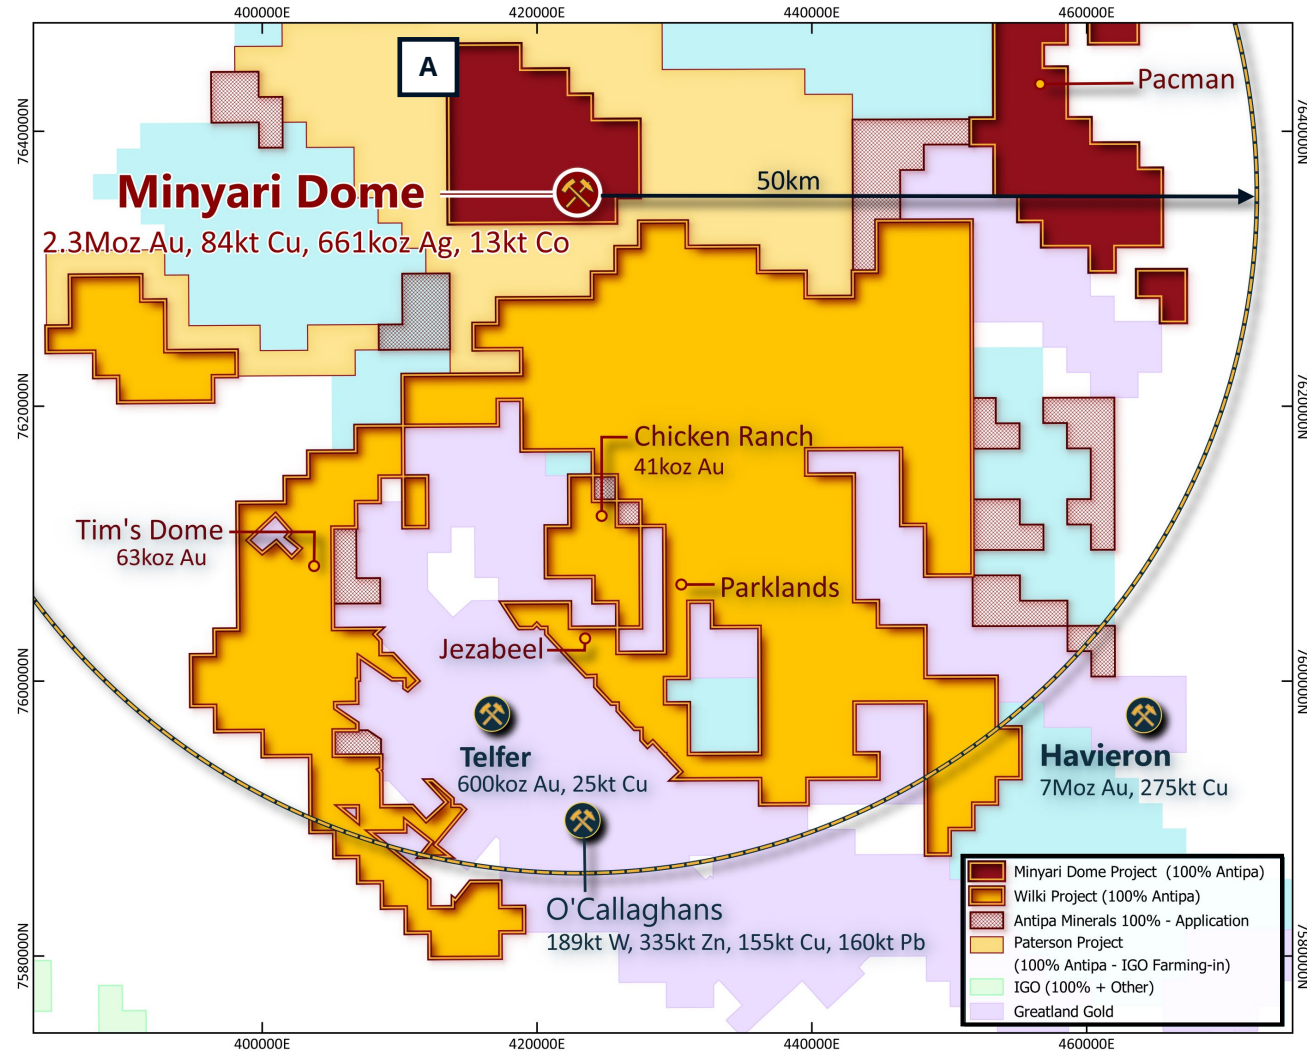 400000E
420000E
440000E
460000E
A
Pacman
7640000N
7640000N
50km
Minyari Dome
2.3Moz Au, 84kt Cu, 661koz Ag, 13kt Co
7620000N
7620000N
Chicken Ranch
41koz Au
Tim's Dome
63koz Au
Parklands
Jezabeel
7600000N
7600000N
Telfer
600koz Au, 25kt Cu
Havieron
7Moz Au, 275kt Cu
O'Callaghans
189kt W, 335kt Zn, 155kt Cu, 160kt Pb
7580000N
7580000N
Minyari Dome Project (100% Antipa)
Wilki Project (100% Antipa)
Antipa Minerals 100% - Application
Paterson Project
(100% Antipa - IGO Farming-in)
IGO (100% + Other)
Greatland Gold
400000E
420000E
440000E
460000E